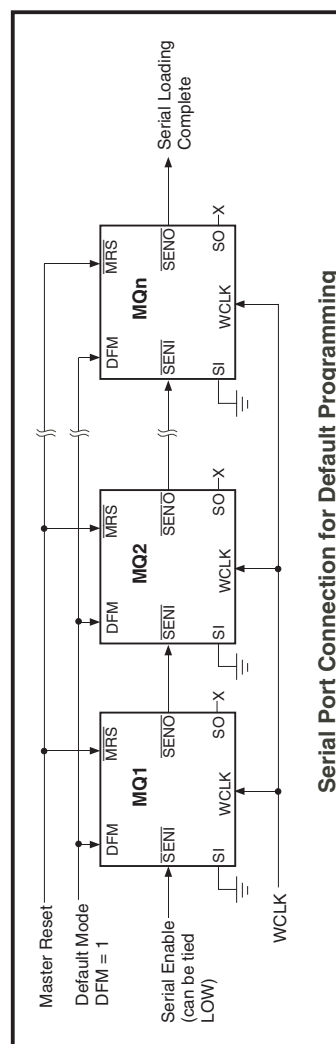 Master Reset
Default Mode
DFM = 1
Serial Enable
(can be tied
LOW)
DFM
MRS
MQ1
SENI
SENO
SI
WCLK
SO
X
DFM
MRS
MQ2
SENI
SENO
SI
WCLK
SO
X
DFM
MRS
MQn
SENI
SENO
SI
WCLK
SO
X
Serial Loading
Complete
WCLK
Serial Port Connection for Default Programming